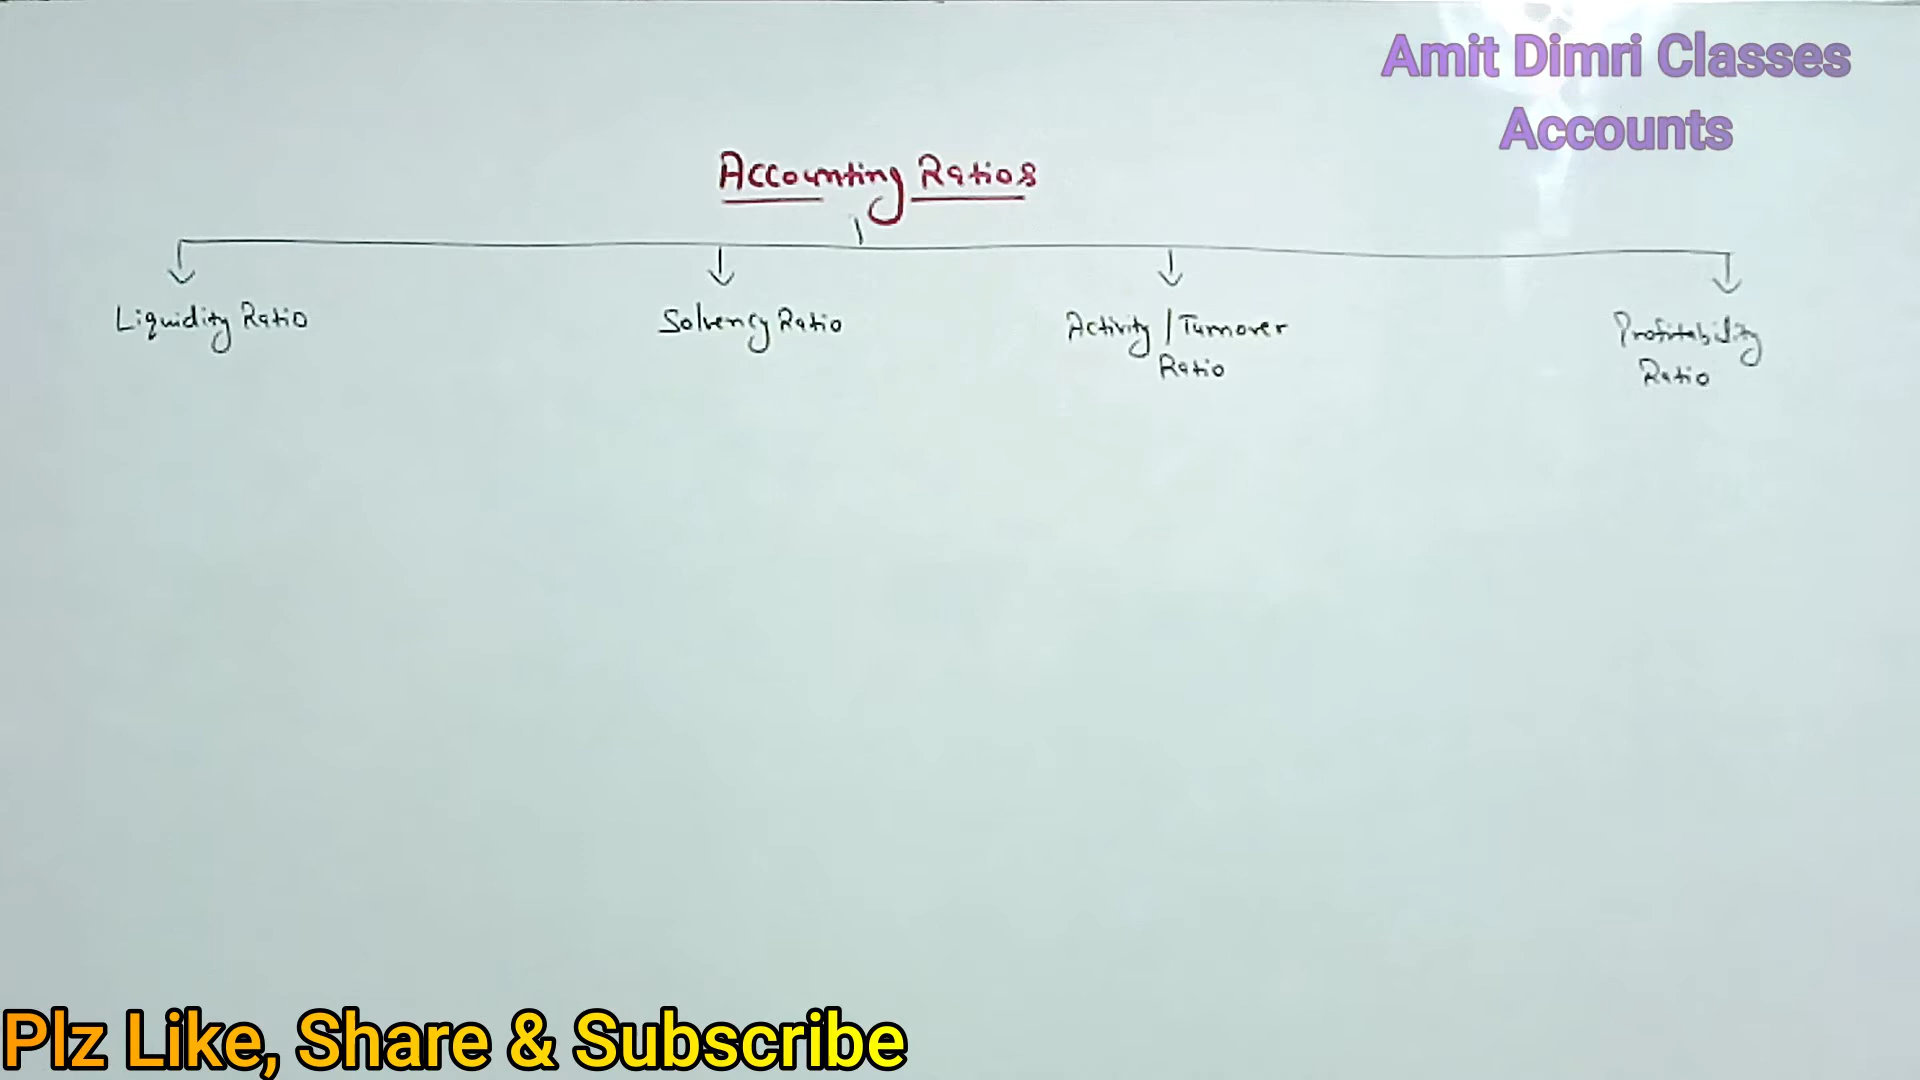 Amit Dimri Classes
Accounts
Accounting Ratios
Liquidity Ratio
Solvency Ratio
Activity / Turnover
Ratio
Profitability
Ratio
Plz Like, Share & Subscribe